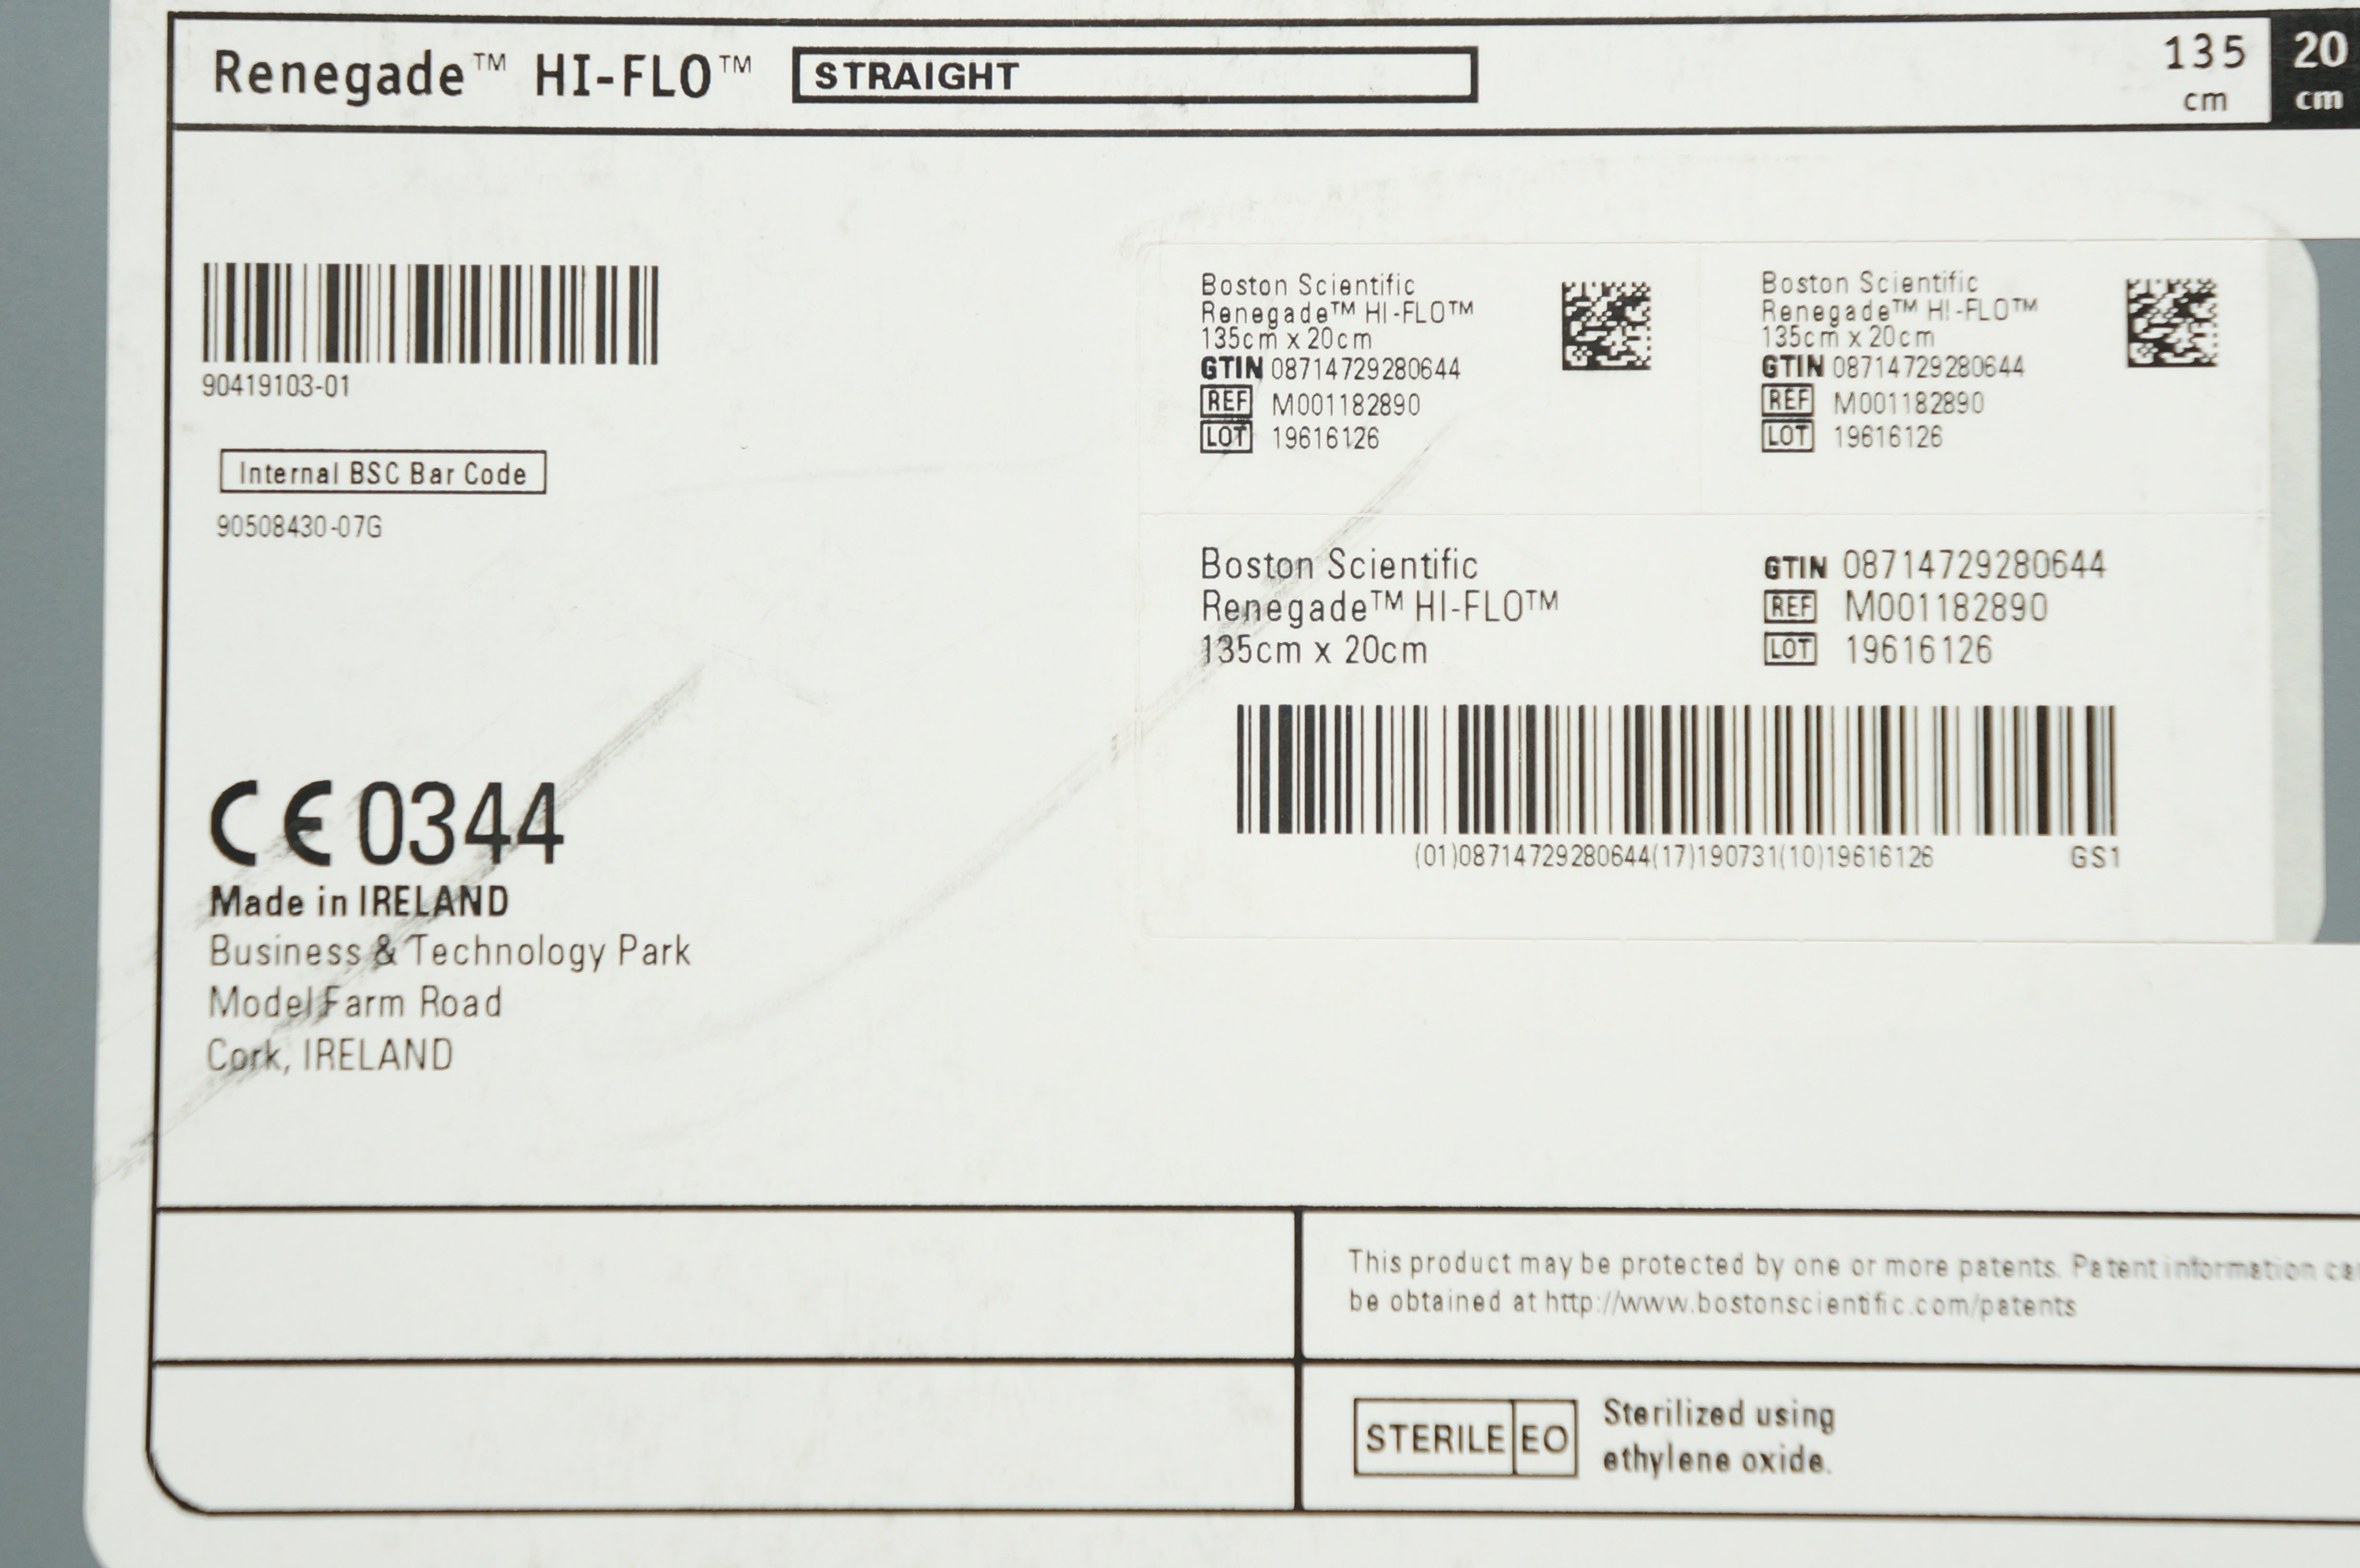 Renegade™ HI-FLO™ STRAIGHT 135 cm 20 cm
90419103-01
Internal BSC Bar Code
90508430-07G
CE 0344
Made in IRELAND
Business & Technology Park
Model Farm Road
Cork, IRELAND
Boston Scientific
Renegade™ HI-FLO™
135cm x 20cm
GTIN 08714729280644
REF M001182890
LOT 19616126
Boston Scientific
Renegade™ HI-FLO™
135cm x 20cm
GTIN 08714729280644
REF M001182890
LOT 19616126
Boston Scientific
Renegade™ HI-FLO™
135cm x 20cm
GTIN 08714729280644
REF M001182890
LOT 19616126
(01)08714729280644(17)190731(10)19616126 GS1
This product may be protected by one or more patents. Patent information
be obtained at http://www.bostonscientific.com/patents
STERILE EO
Sterilized using
ethylene oxide.